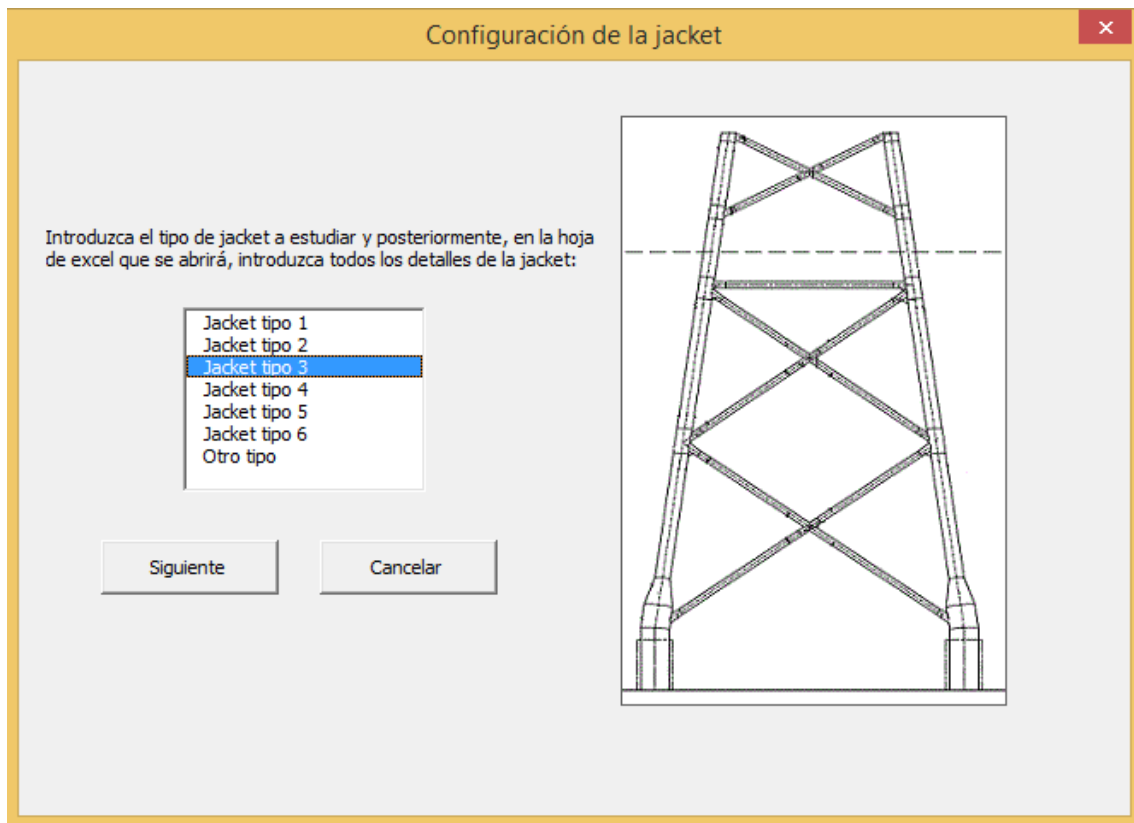 Configuración de la jacket
Introduzca el tipo de jacket a estudiar y posteriormente, en la hoja
de excel que se abrirá, introduzca todos los detalles de la jacket:
Jacket tipo 1
Jacket tipo 2
Jacket tipo 3
Jacket tipo 4
Jacket tipo 5
Jacket tipo 6
Otro tipo
Siguiente
Cancelar